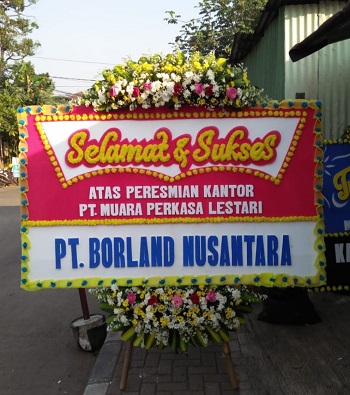 Selamat & Sukses
ATAS PERESMIAN KANTOR
PT. MUARA PERKASA LESTARI
PT. BORLAND NUSANTARA